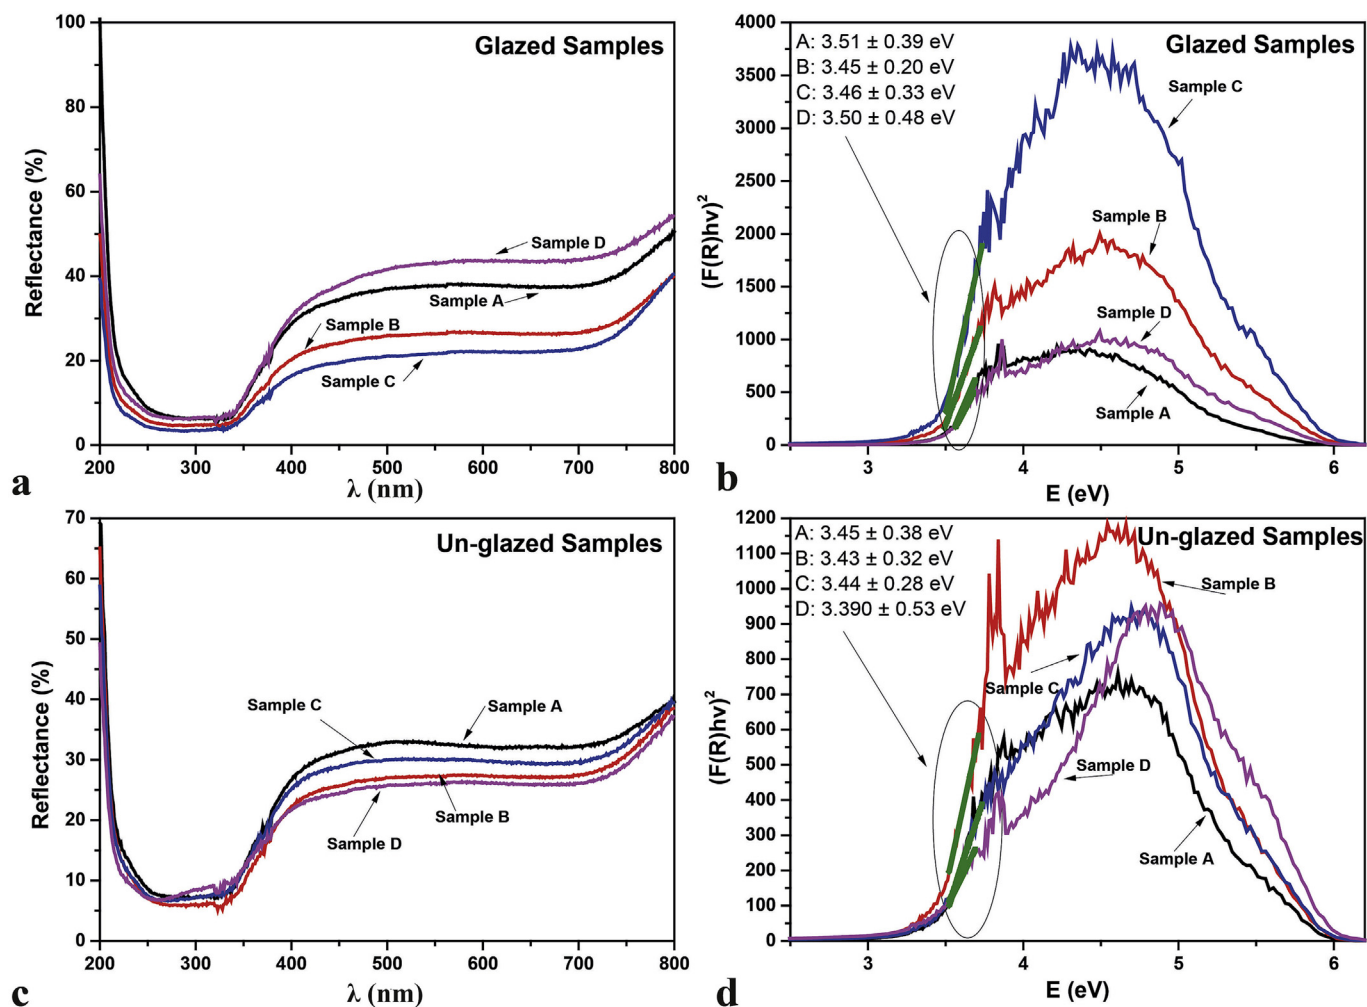 100
80
60
40
20
0
Reflectance (%)
Glazed Samples
Sample D
Sample A
Sample B
Sample C
200 300 400 500 600 700 800
λ (nm)
a
4000
3500
3000
2500
2000
1500
1000
500
0
(F(R)hν)²
A: 3.51 ± 0.39 eV
B: 3.45 ± 0.20 eV
C: 3.46 ± 0.33 eV
D: 3.50 ± 0.48 eV
Glazed Samples
Sample C
Sample B
Sample D
Sample A
3 4 5 6
E (eV)
b
70
60
50
40
30
20
10
0
Reflectance (%)
Un-glazed Samples
Sample C
Sample A
Sample D
Sample B
200 300 400 500 600 700 800
λ (nm)
c
1200
1100
1000
900
800
700
600
500
400
300
200
100
0
(F(R)hν)²
A: 3.45 ± 0.38 eV
B: 3.43 ± 0.32 eV
C: 3.44 ± 0.28 eV
D: 3.390 ± 0.53 eV
Un-glazed Samples
Sample B
Sample C
Sample D
Sample A
3 4 5 6
E (eV)
d